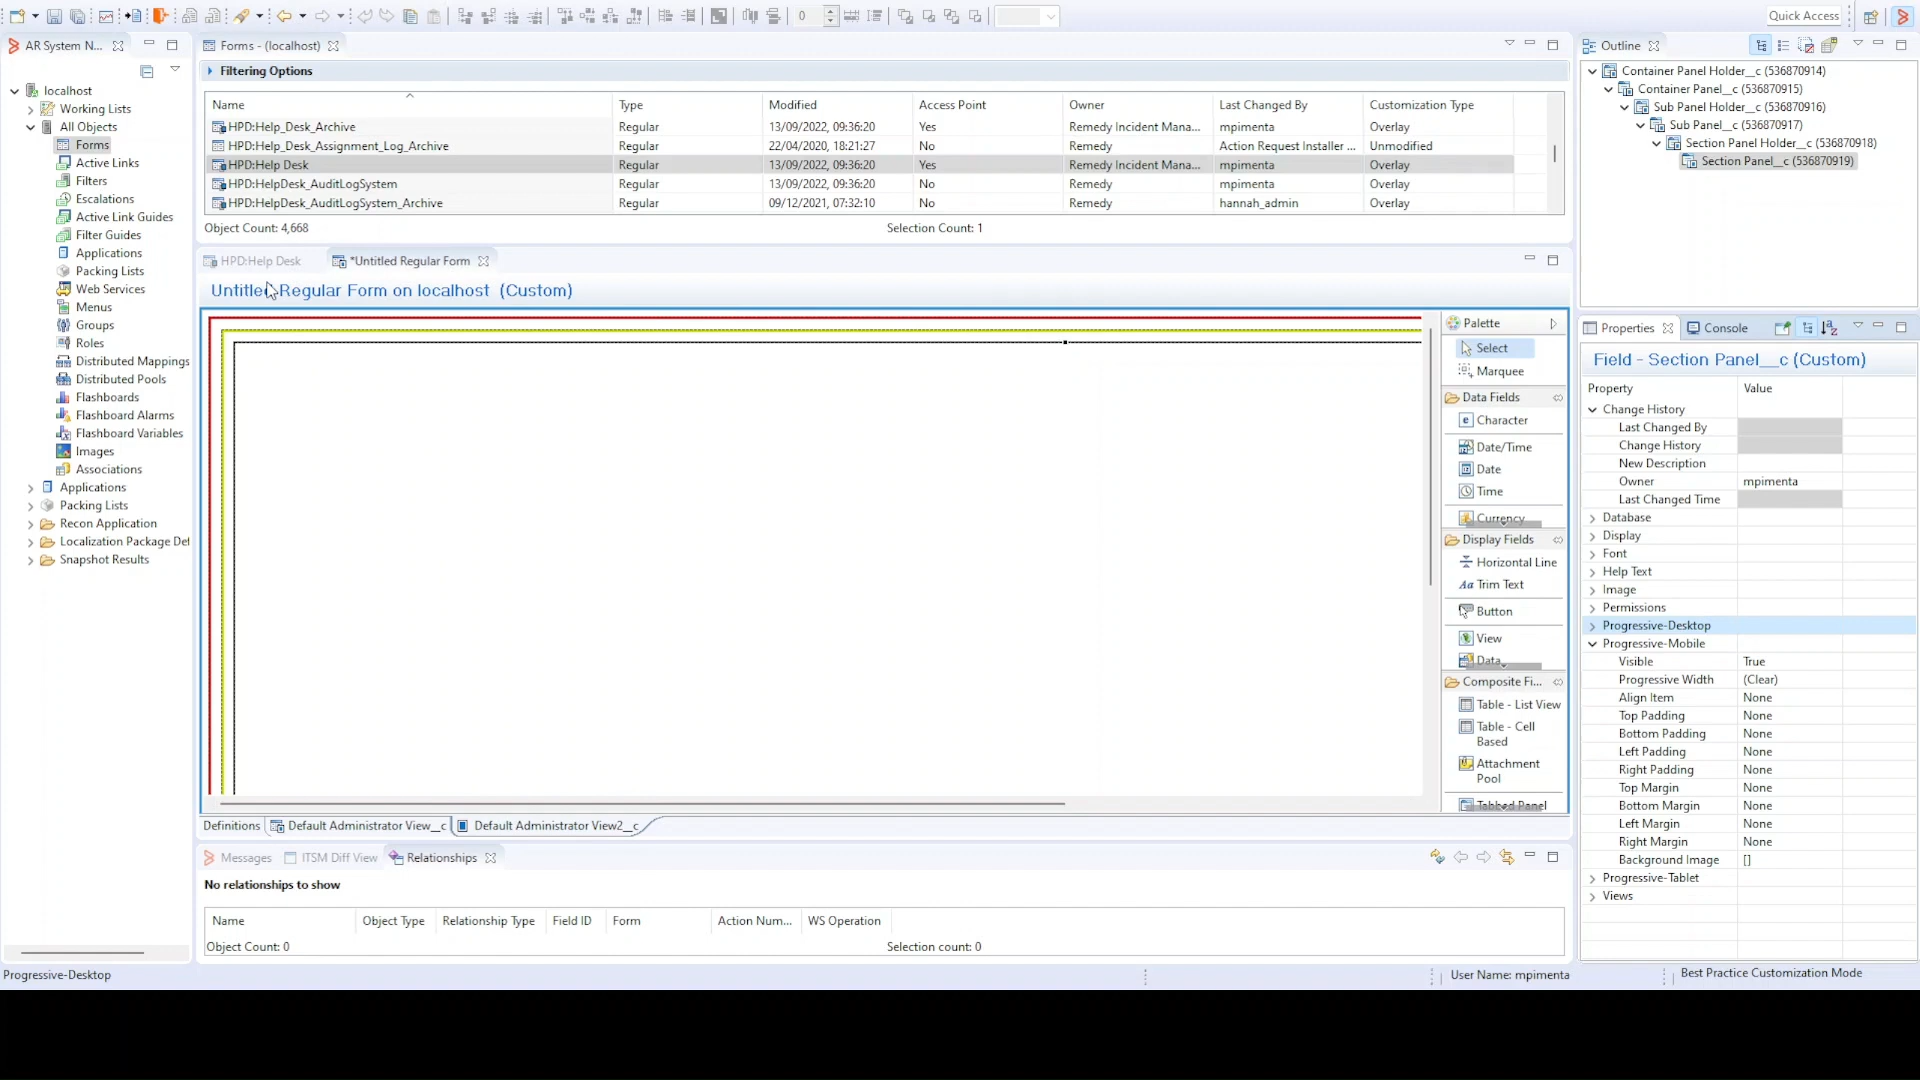 0
Quick Access
AR System N...
localhost
Working Lists
All Objects
Forms
Active Links
Filters
Escalations
Active Link Guides
Filter Guides
Applications
Packing Lists
Web Services
Menus
Groups
Roles
Distributed Mappings
Distributed Pools
Flashboards
Flashboard Alarms
Flashboard Variables
Images
Associations
Applications
Packing Lists
Recon Application
Localization Package Def
Snapshot Results
Forms - (localhost)
Filtering Options
Name Type Modified Access Point Owner Last Changed By Customization Type
HPD:Help_Desk_Archive Regular 13/09/2022, 09:36:20 Yes Remedy Incident Mana... mpimenta Overlay
HPD:Help_Desk_Assignment_Log_Archive Regular 22/04/2020, 18:21:27 No Remedy Action Request Installer ... Unmodified
HPD:Help Desk Regular 13/09/2022, 09:36:20 Yes Remedy Incident Mana... mpimenta Overlay
HPD:HelpDesk_AuditLogSystem Regular 13/09/2022, 09:36:20 No Remedy mpimenta Overlay
HPD:HelpDesk_AuditLogSystem_Archive Regular 09/12/2021, 07:32:10 No Remedy hannah_admin Overlay
Object Count: 4,668 Selection Count: 1
HPD:Help Desk *Untitled Regular Form
Untitled Regular Form on localhost (Custom)
Palette
Select
Marquee
Data Fields
Character
Date/Time
Date
Time
Currency
Display Fields
Horizontal Line
Aa Trim Text
Button
View
Data
Composite Fi...
Table - List View
Table - Cell
Based
Attachment
Pool
Tabbed Panel
Definitions Default Administrator View__c Default Administrator View2__c
Messages ITSM Diff View Relationships
No relationships to show
Name Object Type Relationship Type Field ID Form Action Num... WS Operation
Object Count: 0 Selection count: 0
Outline
Container Panel Holder__c (536870914)
Container Panel__c (536870915)
Sub Panel Holder__c (536870916)
Sub Panel__c (536870917)
Section Panel Holder__c (536870918)
Section Panel__c (536870919)
Properties Console
Field - Section Panel__c (Custom)
Property Value
Change History
Last Changed By
Change History
New Description
Owner mpimenta
Last Changed Time
Database
Display
Font
Help Text
Image
Permissions
Progressive-Desktop
Progressive-Mobile
Visible True
Progressive Width (Clear)
Align Item None
Top Padding None
Bottom Padding None
Left Padding None
Right Padding None
Top Margin None
Bottom Margin None
Left Margin None
Right Margin None
Background Image []
Progressive-Tablet
Views
Progressive-Desktop User Name: mpimenta Best Practice Customization Mode